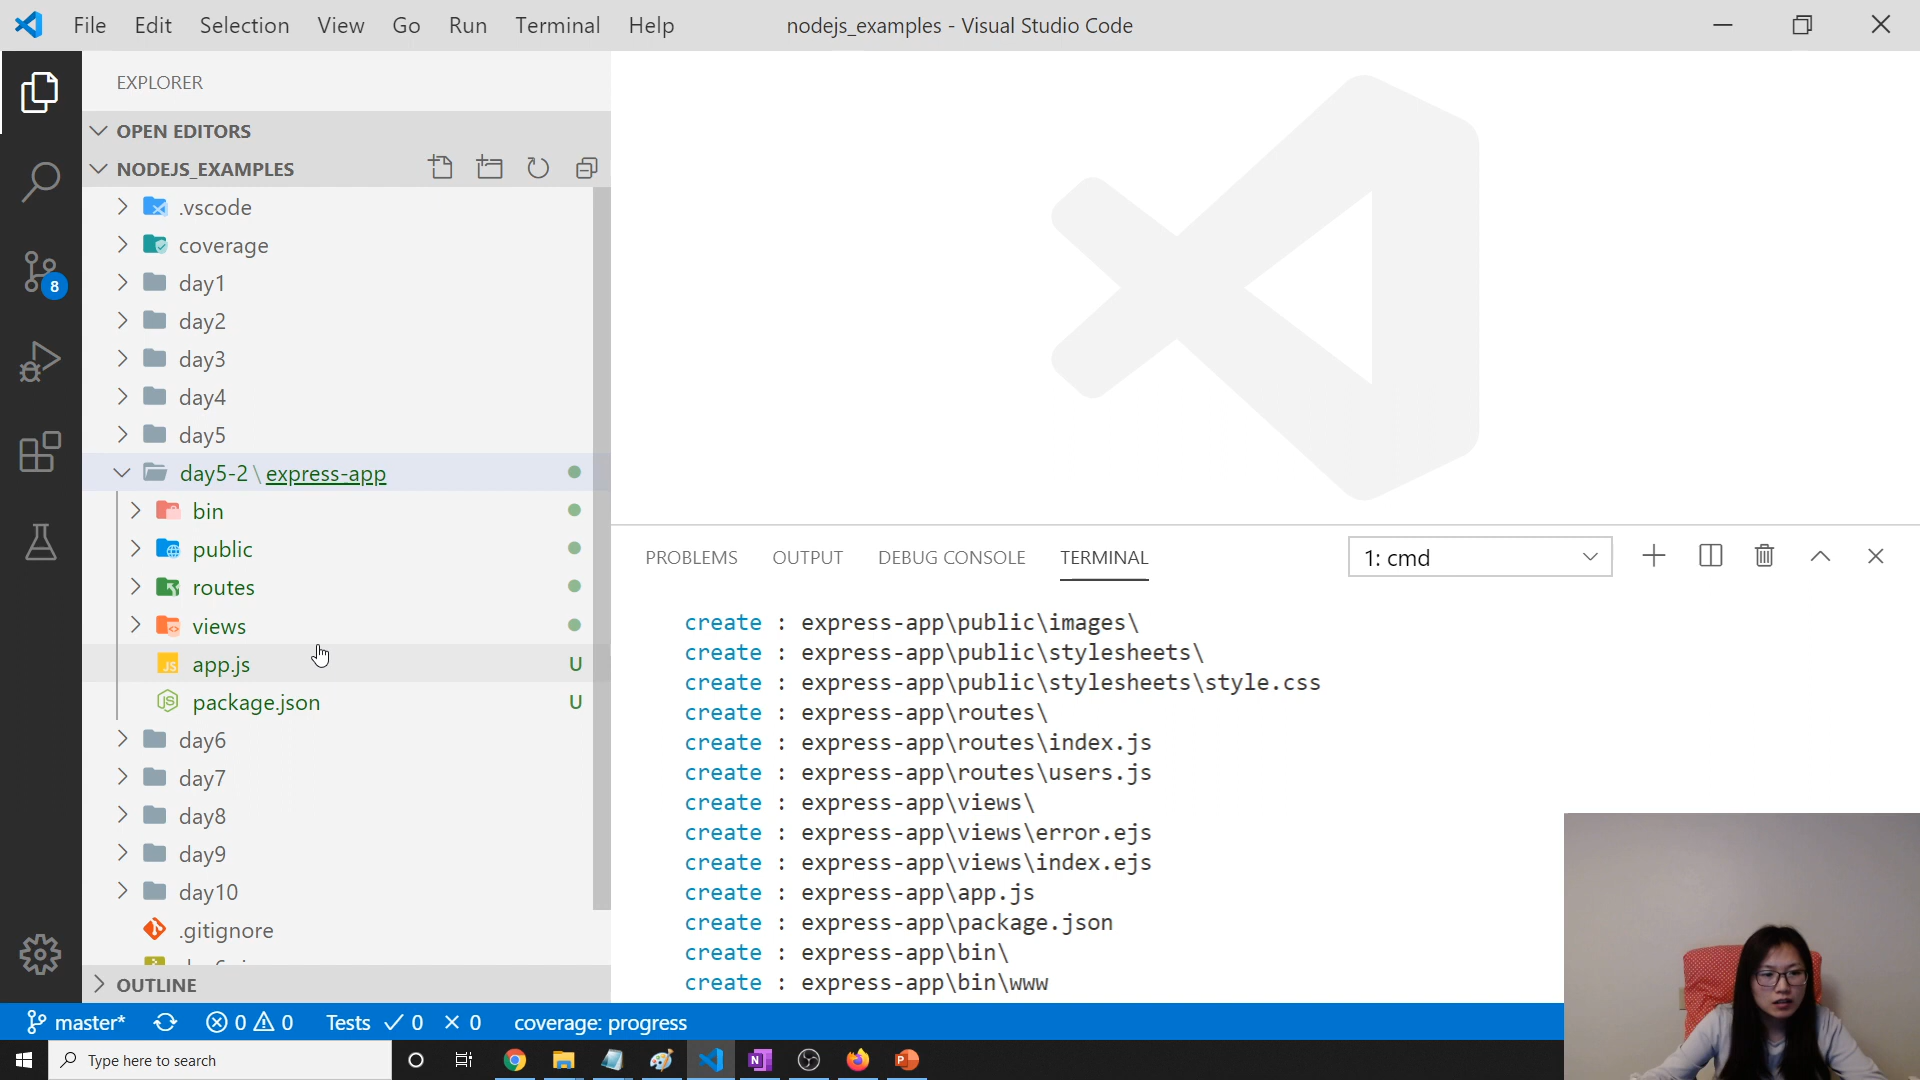 File Edit Selection View Go Run Terminal Help
nodejs_examples - Visual Studio Code
EXPLORER
OPEN EDITORS
NODEJS_EXAMPLES
.vscode
coverage
day1
day2
day3
day4
day5
day5-2 \ express-app
bin
public
routes
views
app.js U
package.json U
day6
day7
day8
day9
day10
.gitignore
OUTLINE
8
PROBLEMS OUTPUT DEBUG CONSOLE TERMINAL
1: cmd
create : express-app\public\images\
create : express-app\public\stylesheets\
create : express-app\public\stylesheets\style.css
create : express-app\routes\
create : express-app\routes\index.js
create : express-app\routes\users.js
create : express-app\views\
create : express-app\views\error.ejs
create : express-app\views\index.ejs
create : express-app\app.js
create : express-app\package.json
create : express-app\bin\
create : express-app\bin\www
master* 0 0 Tests 0 0 coverage: progress
Type here to search